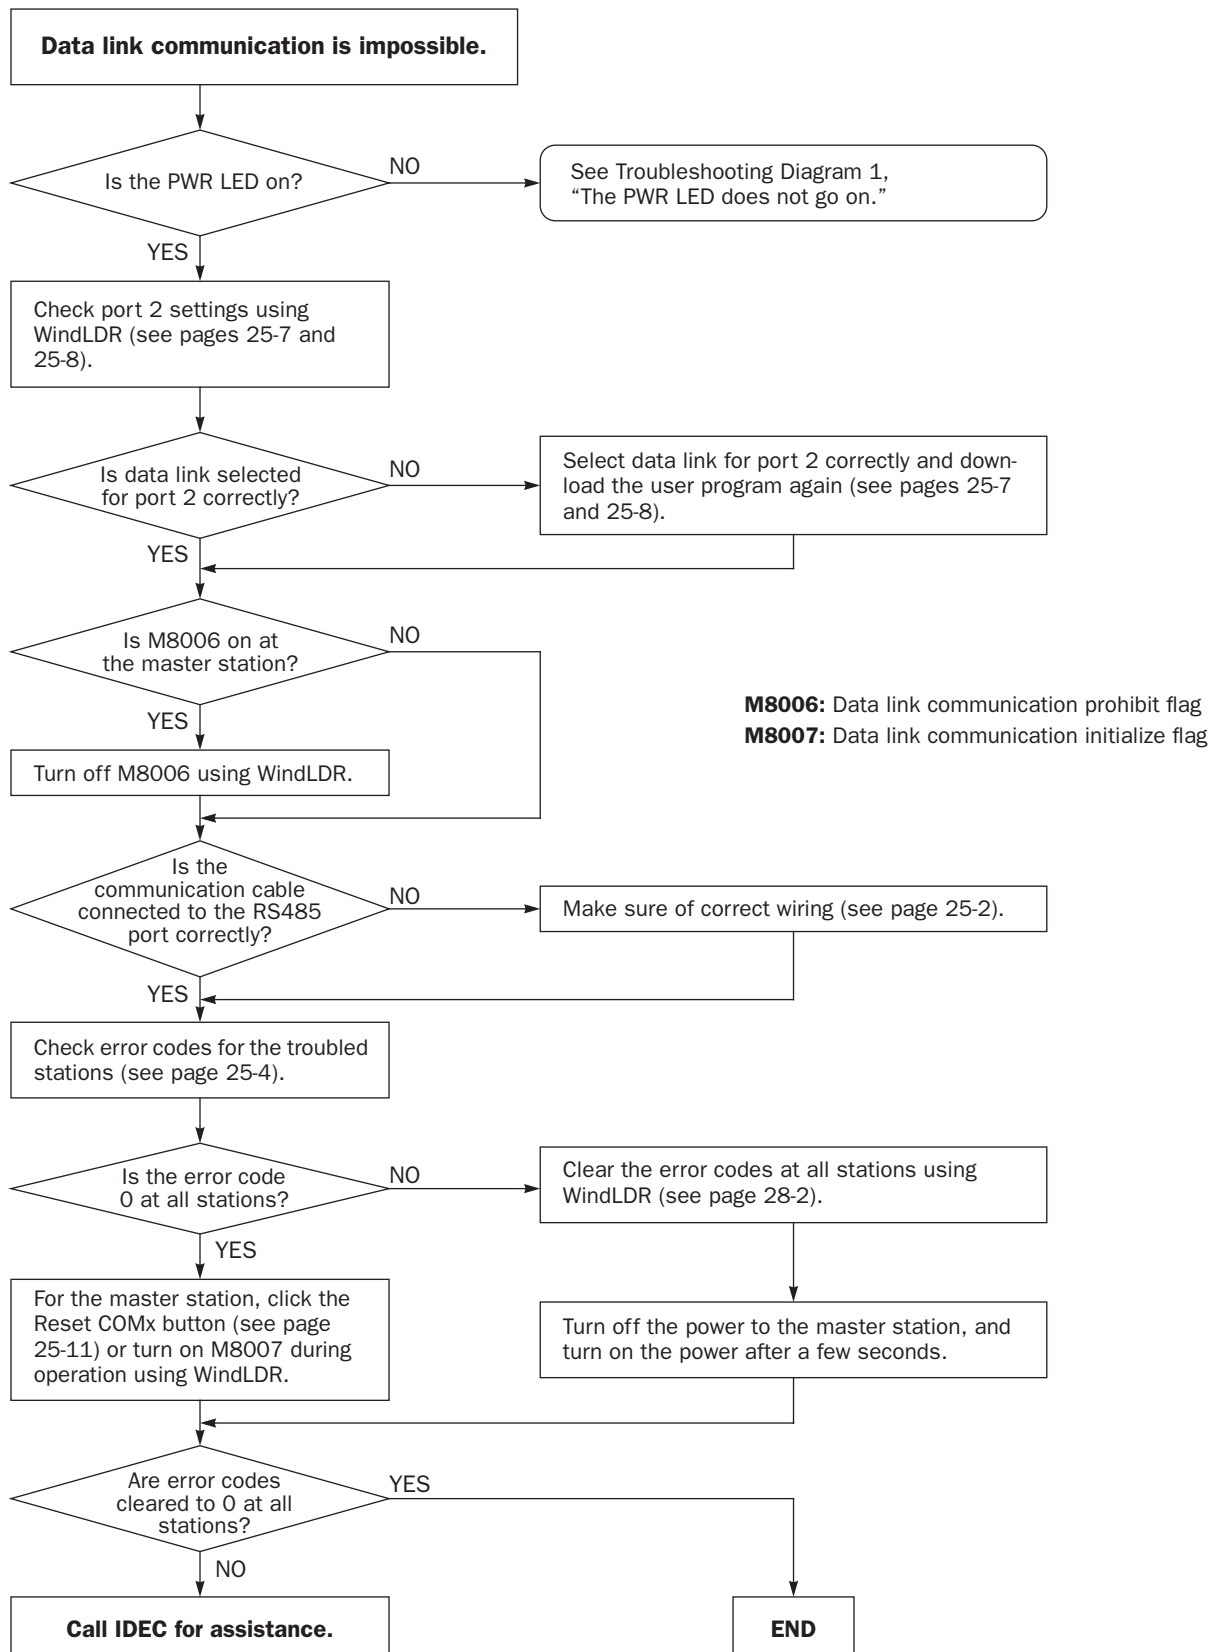 Data link communication is impossible.
Is the PWR LED on?
NO
See Troubleshooting Diagram 1,
“The PWR LED does not go on.”
YES
Check port 2 settings using
WindLDR (see pages 25-7 and
25-8).
Is data link selected
for port 2 correctly?
NO
Select data link for port 2 correctly and down-
load the user program again (see pages 25-7
and 25-8).
YES
Is M8006 on at
the master station?
NO
M8006: Data link communication prohibit flag
M8007: Data link communication initialize flag
YES
Turn off M8006 using WindLDR.
Is the
communication cable
connected to the RS485
port correctly?
NO
Make sure of correct wiring (see page 25-2).
YES
Check error codes for the troubled
stations (see page 25-4).
Is the error code
0 at all stations?
NO
Clear the error codes at all stations using
WindLDR (see page 28-2).
YES
For the master station, click the
Reset COMx button (see page
25-11) or turn on M8007 during
operation using WindLDR.
Turn off the power to the master station, and
turn on the power after a few seconds.
Are error codes
cleared to 0 at all
stations?
YES
NO
Call IDEC for assistance.
END